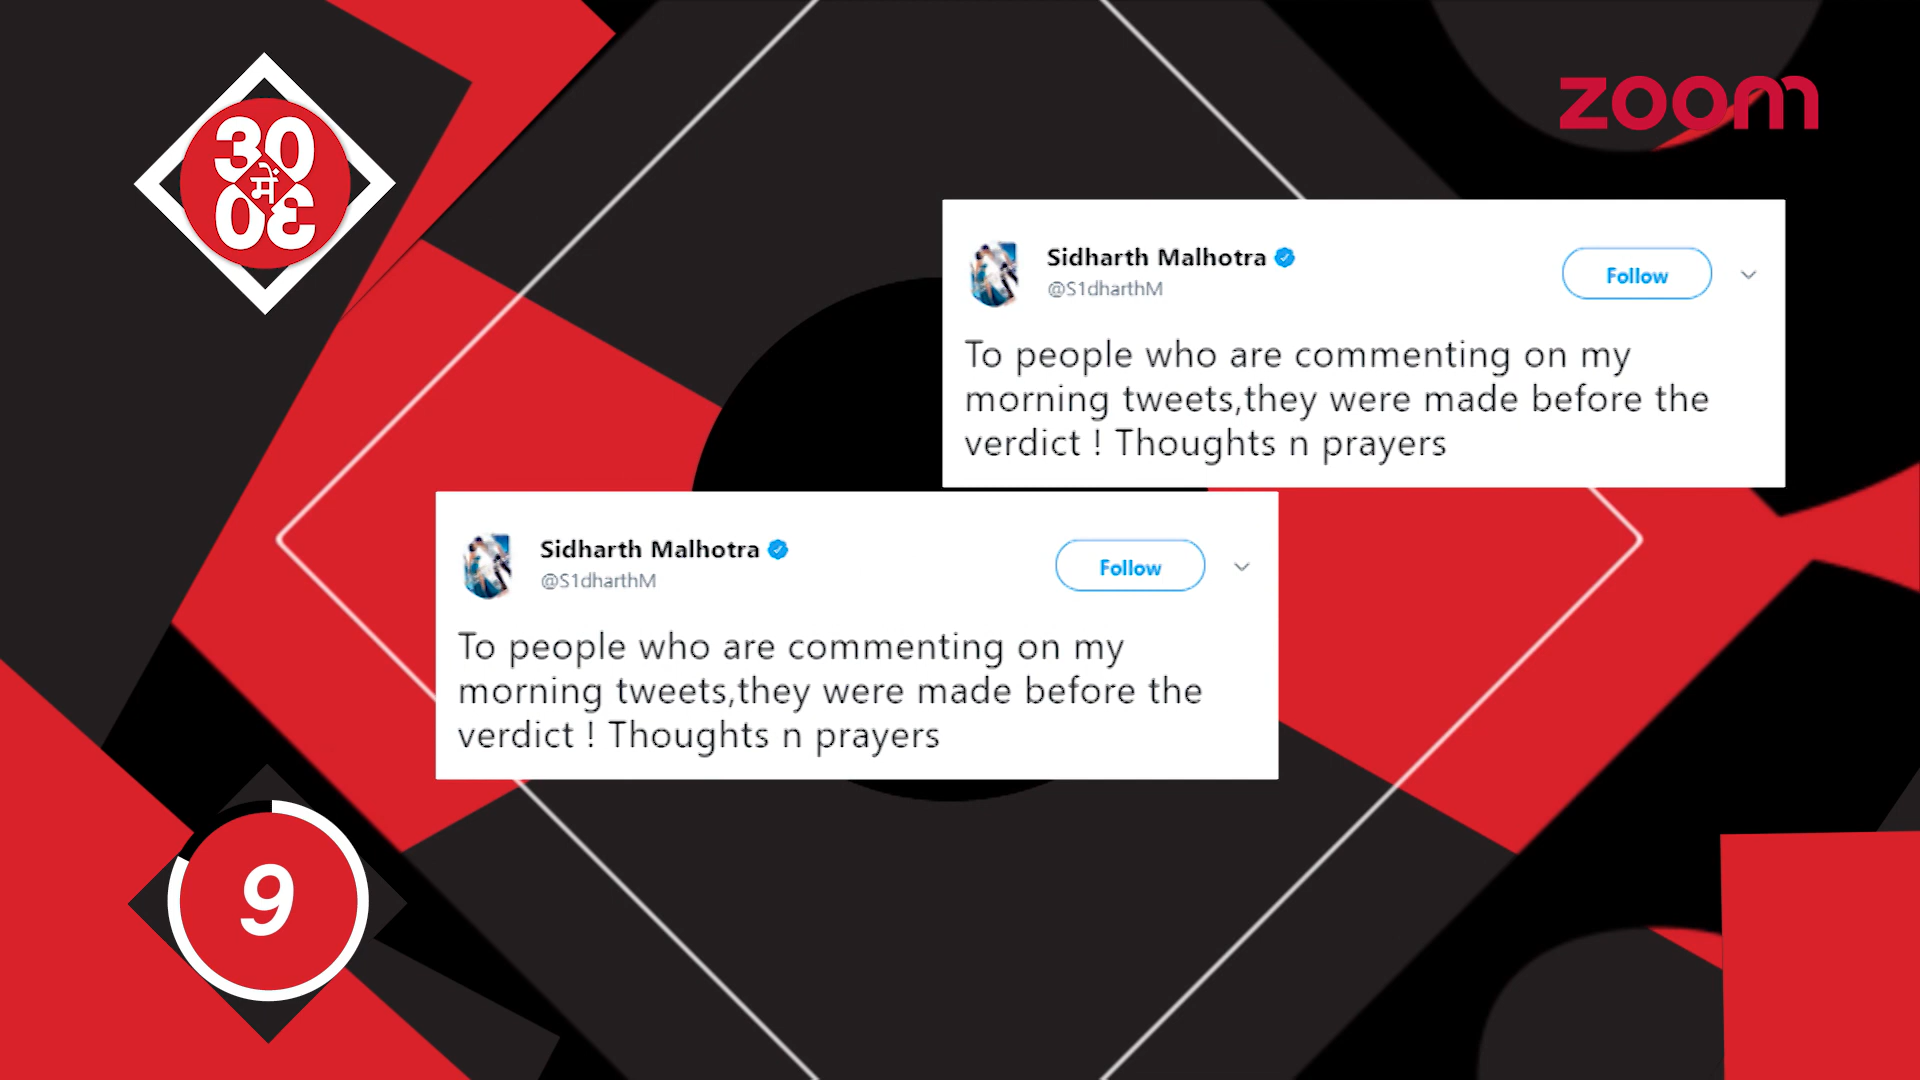 30
में
30
zoom
Sidharth Malhotra
@S1dharthM
Follow
To people who are commenting on my
morning tweets,they were made before the
verdict ! Thoughts n prayers
Sidharth Malhotra
@S1dharthM
Follow
To people who are commenting on my
morning tweets,they were made before the
verdict ! Thoughts n prayers
9